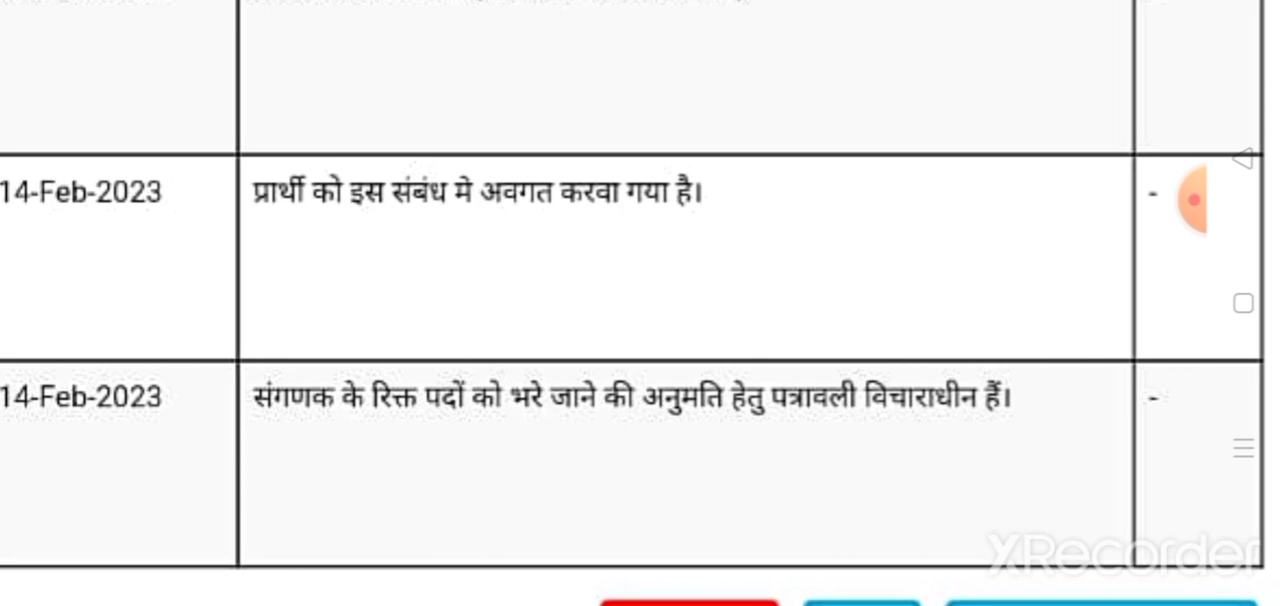 14-Feb-2023 प्रार्थी को इस संबंध मे अवगत करवा गया है। -
14-Feb-2023 संगणक के रिक्त पदों को भरे जाने की अनुमति हेतु पत्रावली विचाराधीन हैं। -
XRecorder